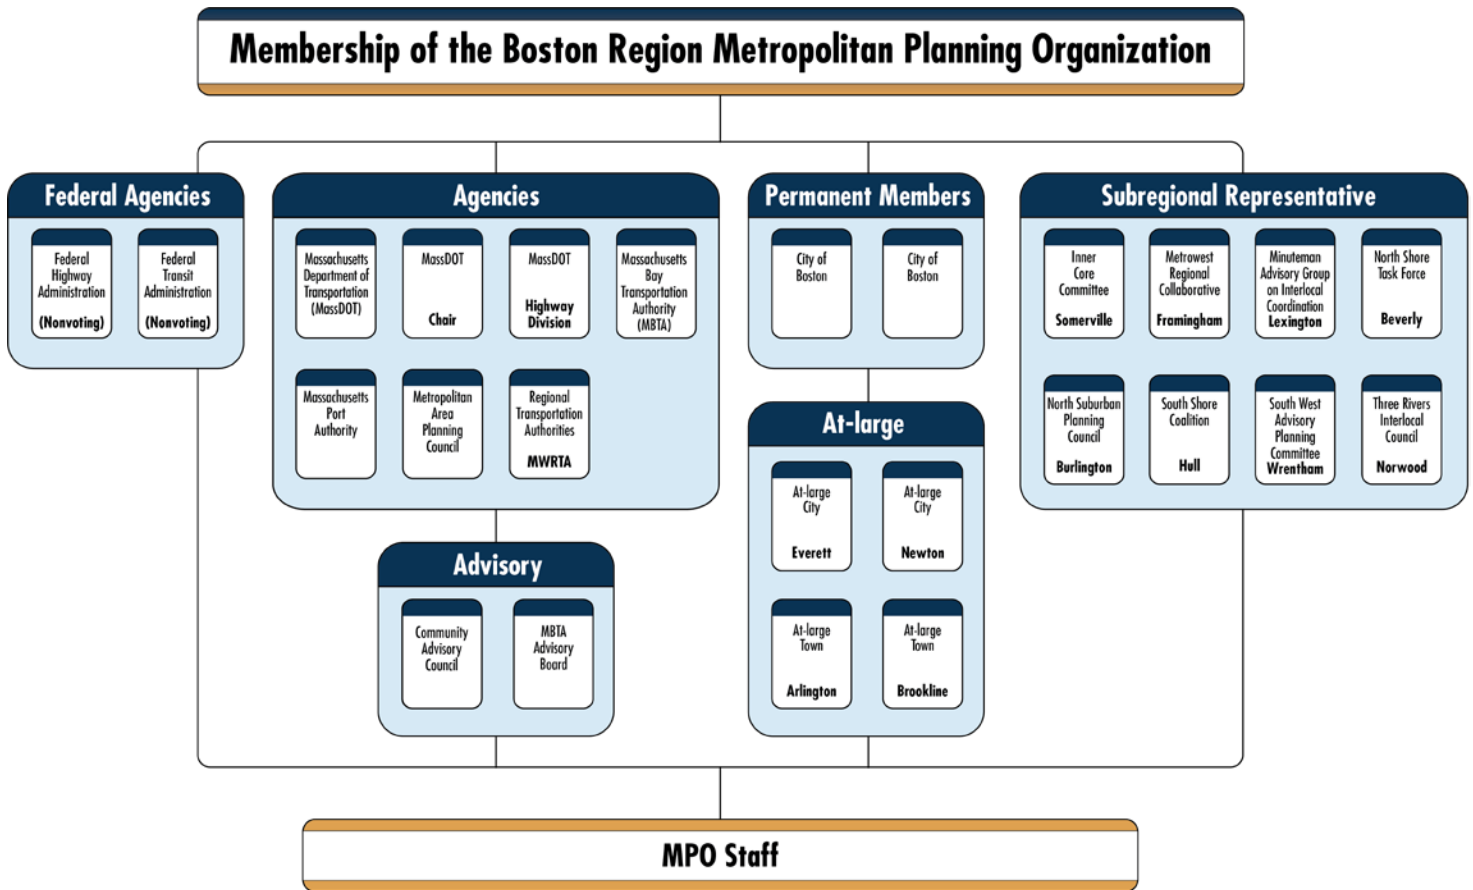 Membership of the Boston Region Metropolitan Planning Organization
Federal Agencies
Federal
Highway
Administration
(Nonvoting)
Federal
Transit
Administration
(Nonvoting)
Agencies
Massachusetts
Department of
Transportation
(MassDOT)
MassDOT
Chair
MassDOT
Highway
Division
Massachusetts
Bay
Transportation
Authority
(MBTA)
Massachusetts
Port
Authority
Metropolitan
Area
Planning
Council
Regional
Transportation
Authorities
MWRTA
Advisory
Community
Advisory
Council
MBTA
Advisory
Board
Permanent Members
City of
Boston
City of
Boston
At-large
At-large
City
Everett
At-large
City
Newton
At-large
Town
Arlington
At-large
Town
Brookline
Subregional Representative
Inner
Core
Committee
Somerville
Metrowest
Regional
Collaborative
Framingham
Minuteman
Advisory Group
on Interlocal
Coordination
Lexington
North Shore
Task Force
Beverly
North Suburban
Planning
Council
Burlington
South Shore
Coalition
Hull
South West
Advisory
Planning
Committee
Wrentham
Three Rivers
Interlocal
Council
Norwood
MPO Staff